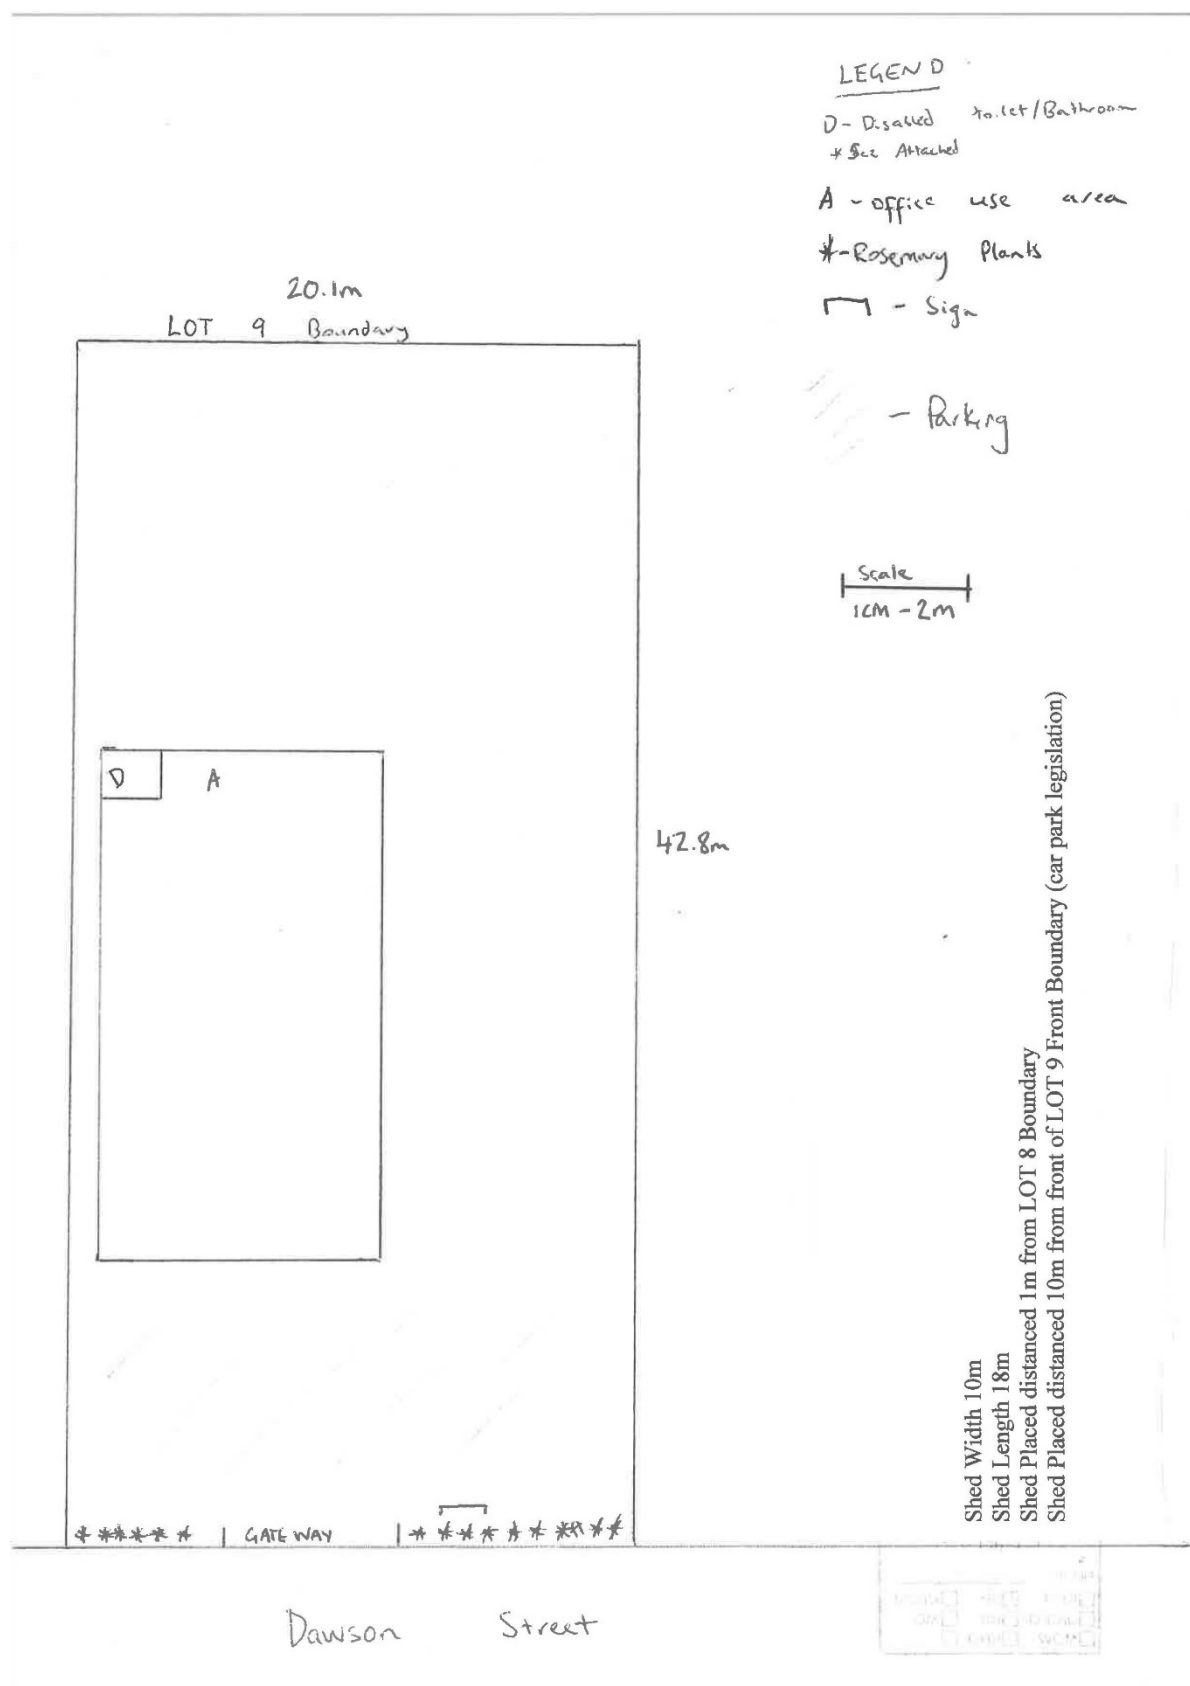 LEGEND
D - Disabled toilet/Bathroom
* See Attached
A - office use area
* - Rosemary Plants
- Sign
- Parking
20.1m
LOT 9 Boundary
Scale
1cm - 2m
D A
42.8m
Shed Width 10m
Shed Length 18m
Shed Placed distanced 1m from LOT 8 Boundary
Shed Placed distanced 10m from front of LOT 9 Front Boundary (car park legislation)
GATEWAY
Dawson Street